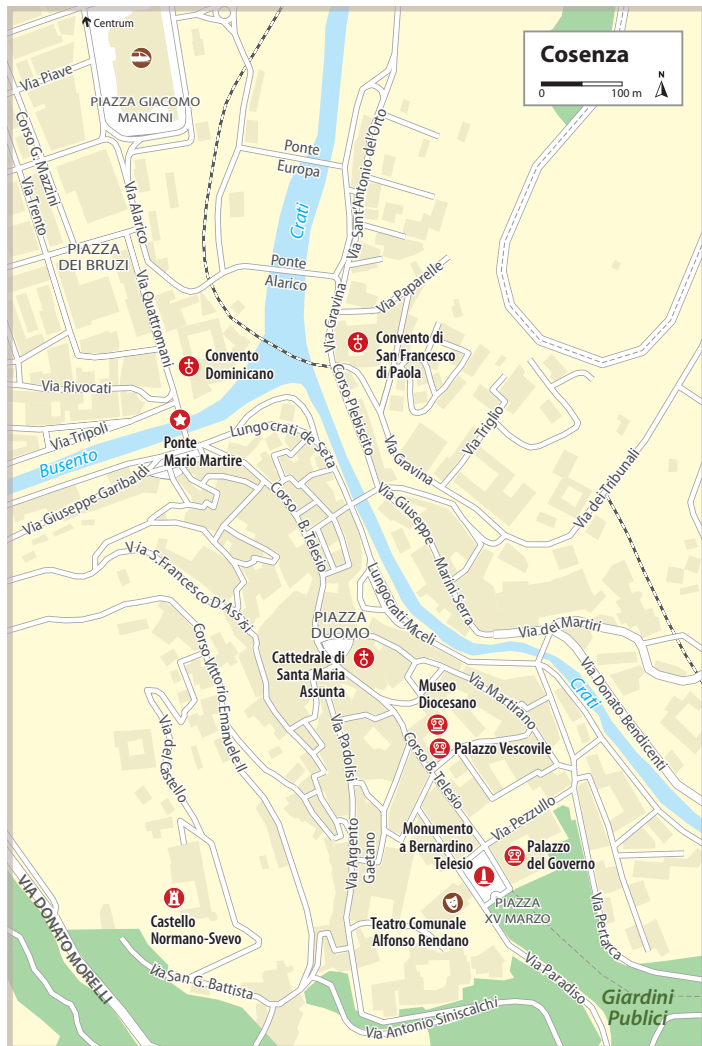 Centrum
Cosenza
N
0
100 m
Via Piave
PIAZZA GIACOMO
MANCINI
Corso G. Mazzini
Via Trento
Via Alarico
Ponte
Europa
Crati
Via Sant'Antonio del'Orto
PIAZZA
DEI BRUZI
Ponte
Alarico
Via Quattromani
Via Gravina
Via Paparelle
Convento
Dominicano
Convento di
San Francesco
di Paola
Via Rivocati
Corso Plebiscito
Via Tripoli
Busento
Ponte
Mario Martire
Lungocrati de Seta
Via Gravina
Via Triglio
Via Giuseppe Garibaldi
Corso B. Telesio
Via Giuseppe
Marini Serra
Via dei Tribunali
Via S.Francesco D'Assisi
Lungocrati Miceli
PIAZZA
DUOMO
Via dei Martiri
Corso Vittorio Emanuele II
Cattedrale di
Santa Maria
Assunta
Museo
Diocesano
Via Martirano
Crati
Via Donato Bendicenti
Via del Castello
Via Padolisi
Corso B. Telesio
Palazzo Vescovile
Via Pezzullo
Monumento
a Bernardino
Telesio
Palazzo
del Governo
Via Argento
Gaetano
VIA DONATO MORELLI
Castello
Normano-Svevo
Teatro Comunale
Alfonso Rendano
PIAZZA
XV MARZO
Via Pertarca
Via San G. Battista
Via Paradiso
Giardini
Publici
Via Antonio Siniscalchi